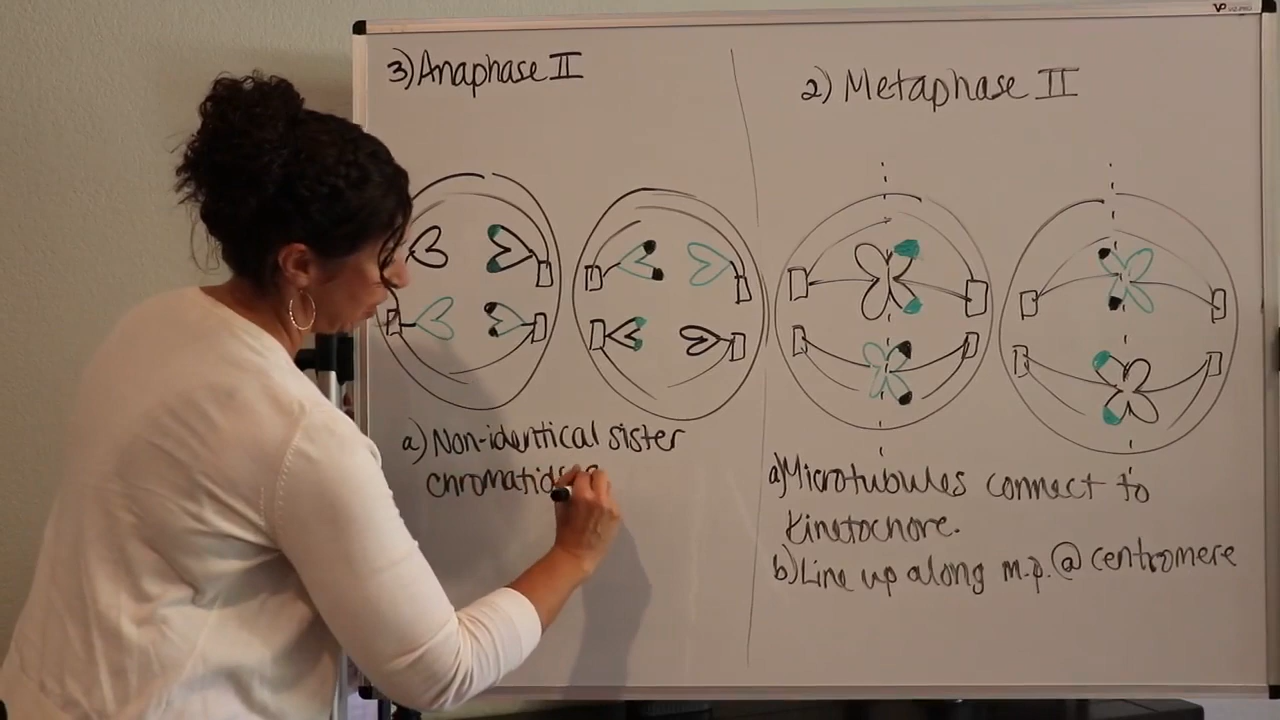 3) Anaphase II
a) Non-identical sister
chromatids
2) Metaphase II
a) Microtubules connect to
kinetochore.
b) Line up along m.p. @ centromere